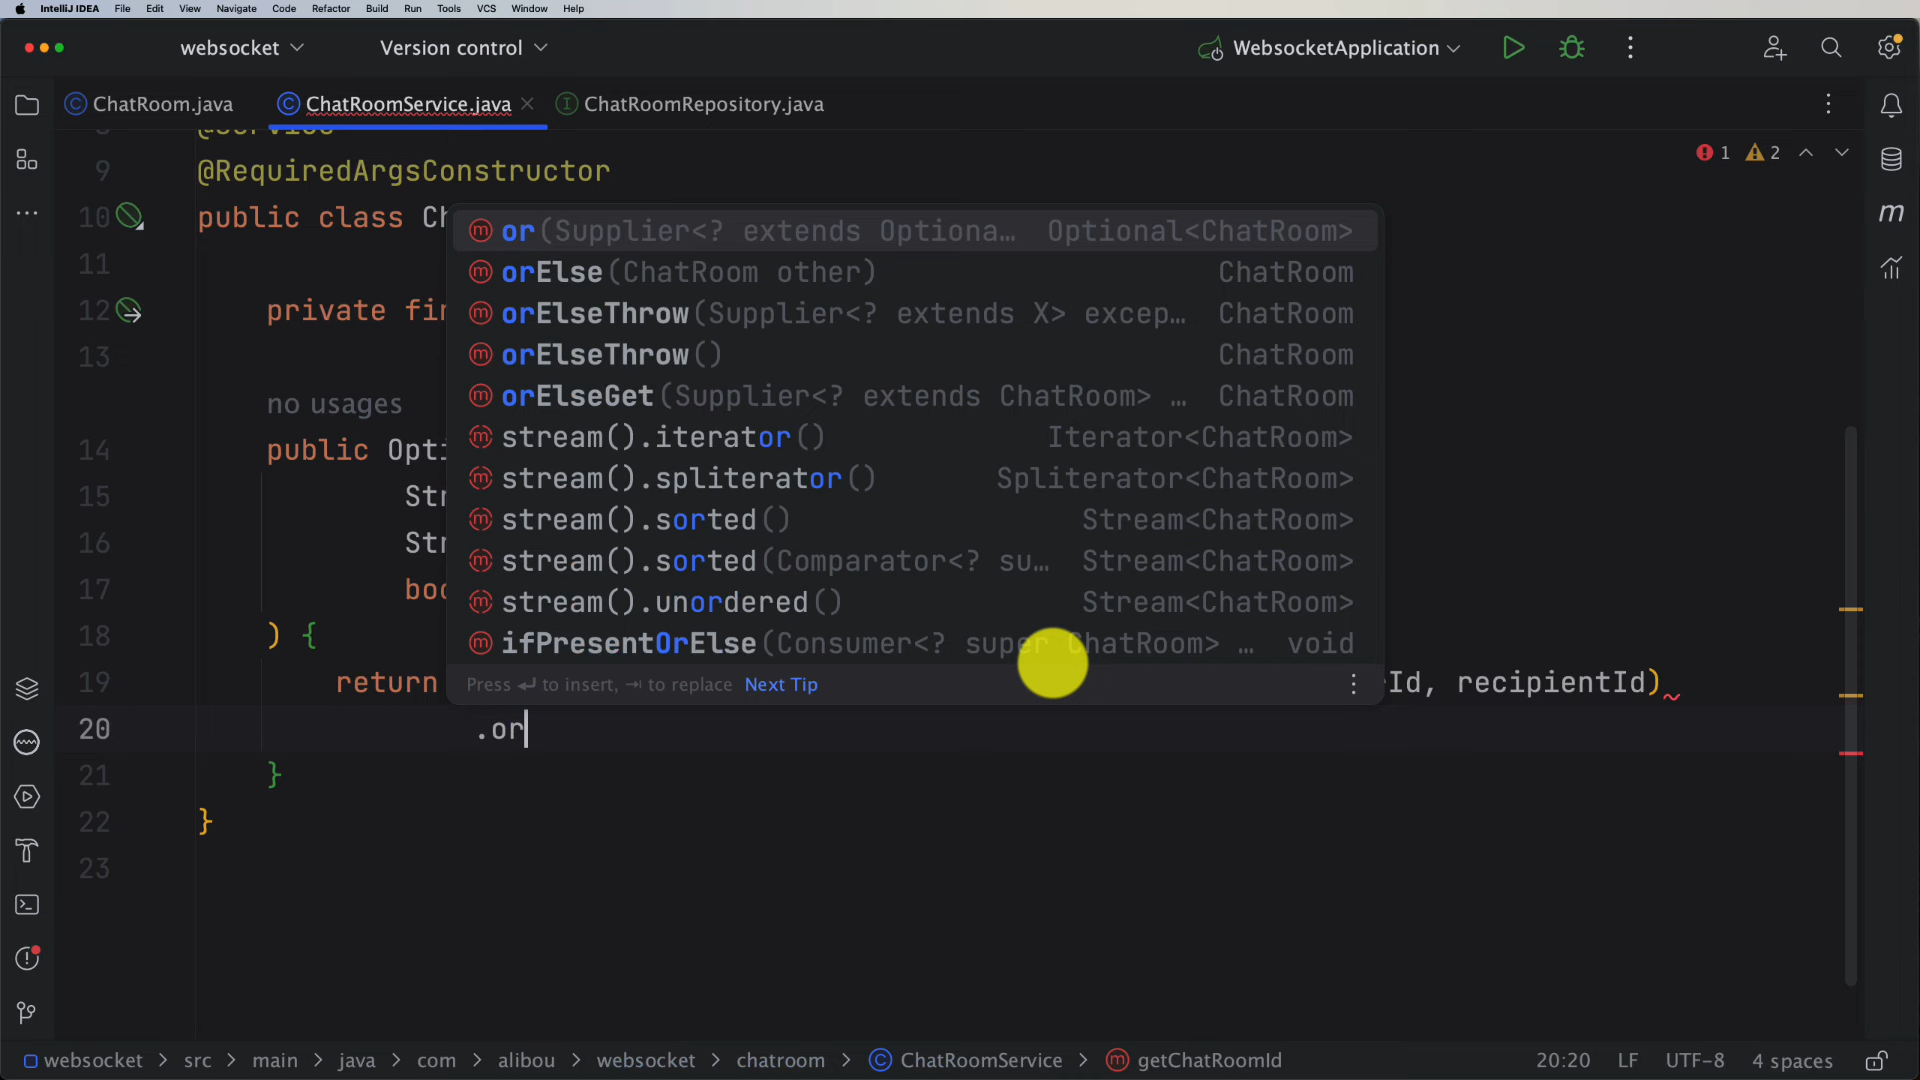 IntelliJ IDEA File Edit View Navigate Code Refactor Build Run Tools VCS Window Help
websocket Version control WebsocketApplication
ChatRoom.java ChatRoomService.java ChatRoomRepository.java
9 @RequiredArgsConstructor
1 2
10 public class Ch
11
12 private fin
13
no usages
14 public Opti
15 Str
16 Str
17 boo
18 ) {
19 return Id, recipientId)
20 .or
21 }
22 }
23
or(Supplier<? extends Optiona… Optional<ChatRoom>
orElse(ChatRoom other) ChatRoom
orElseThrow(Supplier<? extends X> excep… ChatRoom
orElseThrow() ChatRoom
orElseGet(Supplier<? extends ChatRoom> … ChatRoom
stream().iterator() Iterator<ChatRoom>
stream().spliterator() Spliterator<ChatRoom>
stream().sorted() Stream<ChatRoom>
stream().sorted(Comparator<? su… Stream<ChatRoom>
stream().unordered() Stream<ChatRoom>
ifPresentOrElse(Consumer<? super ChatRoom> … void
Press ↵ to insert, ⇥ to replace Next Tip
websocket > src > main > java > com > alibou > websocket > chatroom > ChatRoomService > getChatRoomId 20:20 LF UTF-8 4 spaces